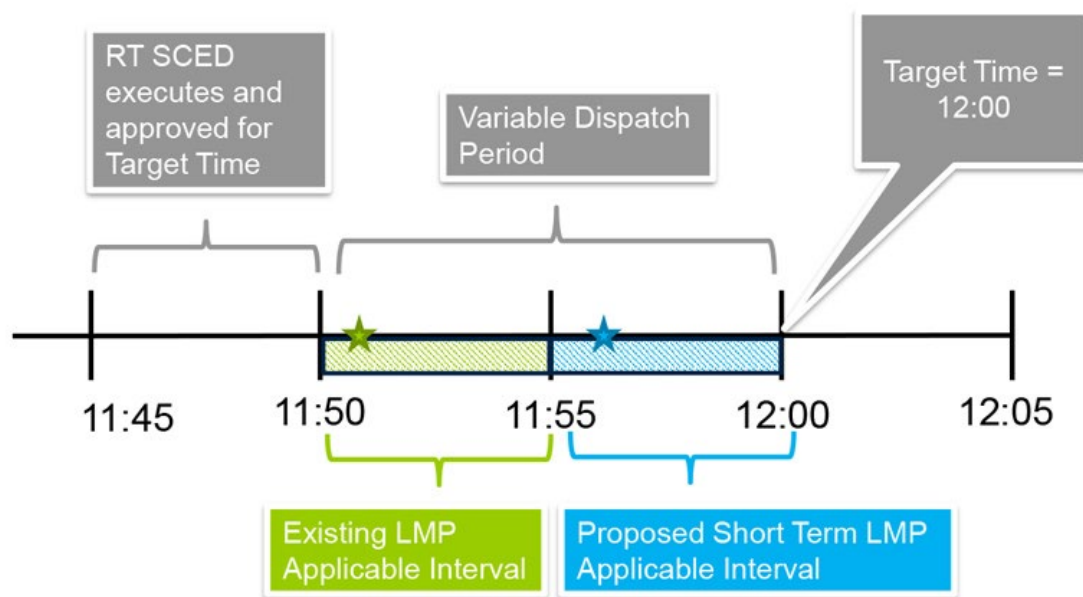 RT SCED
executes and
approved for
Target Time
Variable Dispatch
Period
Target Time =
12:00
11:45
11:50
11:55
12:00
12:05
Existing LMP
Applicable Interval
Proposed Short Term LMP
Applicable Interval